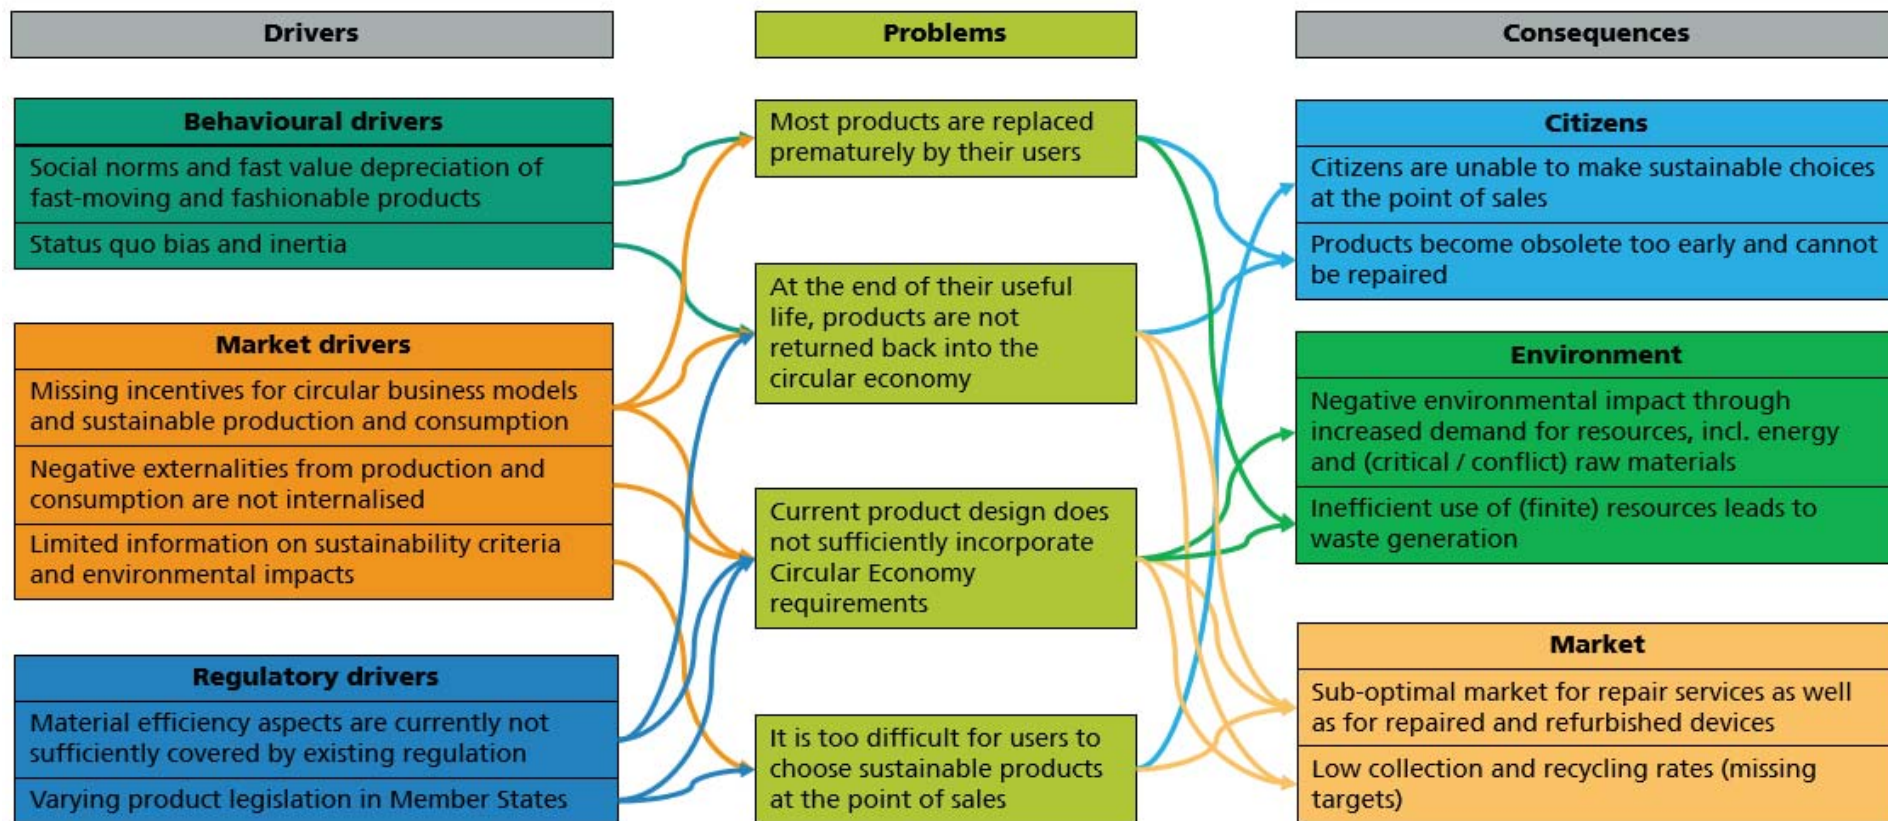 Drivers
Problems
Consequences
Behavioural drivers
Social norms and fast value depreciation of
fast-moving and fashionable products
Status quo bias and inertia
Market drivers
Missing incentives for circular business models
and sustainable production and consumption
Negative externalities from production and
consumption are not internalised
Limited information on sustainability criteria
and environmental impacts
Regulatory drivers
Material efficiency aspects are currently not
sufficiently covered by existing regulation
Varying product legislation in Member States
Most products are replaced
prematurely by their users
At the end of their useful
life, products are not
returned back into the
circular economy
Current product design does
not sufficiently incorporate
Circular Economy
requirements
It is too difficult for users to
choose sustainable products
at the point of sales
Citizens
Citizens are unable to make sustainable choices
at the point of sales
Products become obsolete too early and cannot
be repaired
Environment
Negative environmental impact through
increased demand for resources, incl. energy
and (critical / conflict) raw materials
Inefficient use of (finite) resources leads to
waste generation
Market
Sub-optimal market for repair services as well
as for repaired and refurbished devices
Low collection and recycling rates (missing
targets)